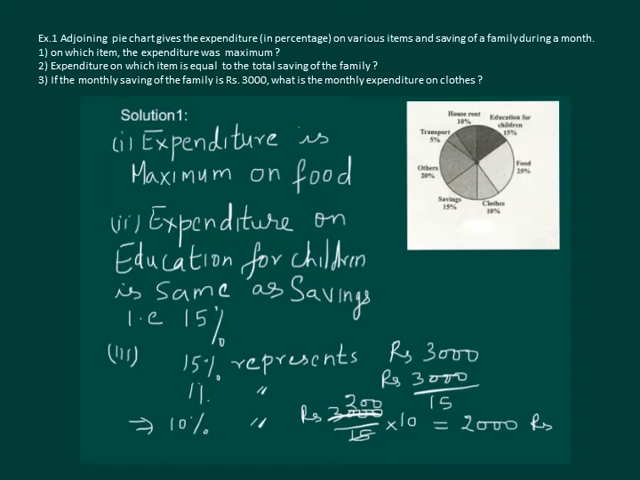 Ex.1 Adjoining pie chart gives the expenditure (in percentage) on various items and saving of a family during a month.
1) on which item, the expenditure was maximum ?
2) Expenditure on which item is equal to the total saving of the family ?
3) If the monthly saving of the family is Rs. 3000, what is the monthly expenditure on clothes ?
Solution1:
(i) Expenditure is
Maximum on food
(ii) Expenditure on
Education for children
is same as Savings
i.e 15%
(iii) 15% represents Rs 3000
1% " Rs 3000/15
⇒ 10% " Rs 3000/15 200 ×10 = 2000 Rs
House rent
10%
Education for
children
15%
Transport
5%
Food
25%
Others
20%
Savings
15%
Clothes
10%